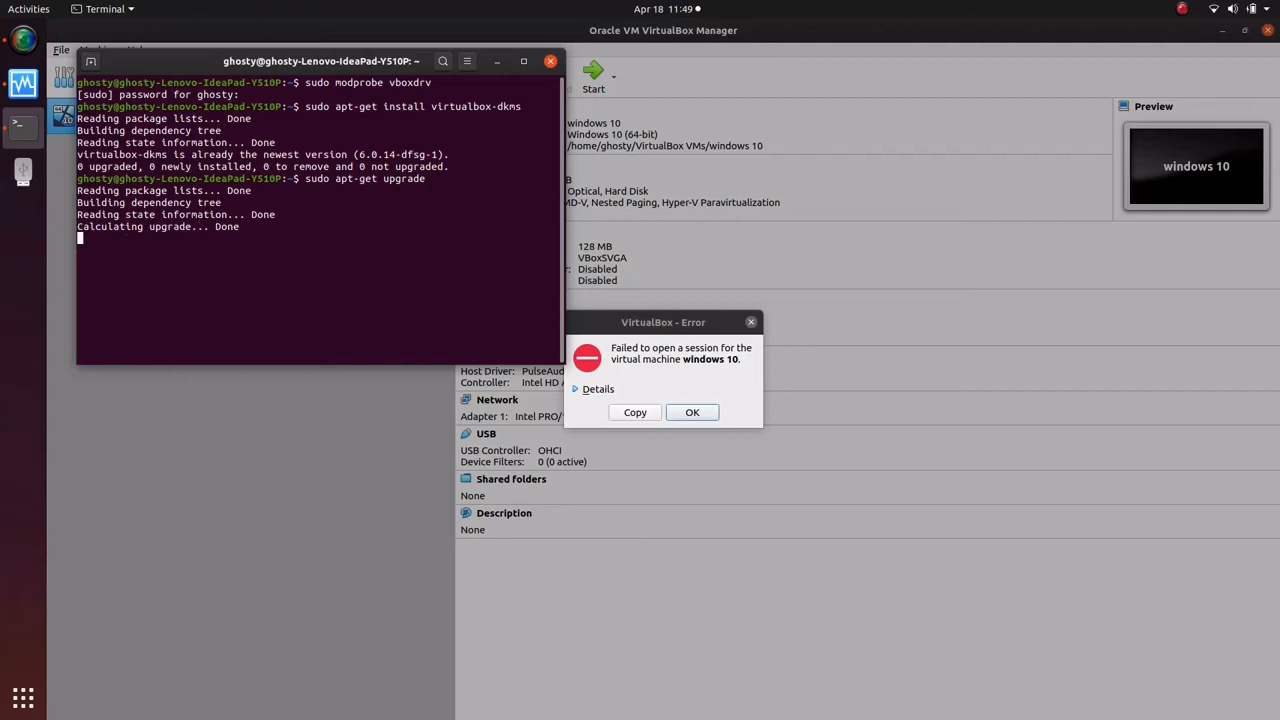 Activities
Terminal
Apr 18 11:49
Oracle VM VirtualBox Manager
File
ghosty@ghosty-Lenovo-IdeaPad-Y510P: ~
ghosty@ghosty-Lenovo-IdeaPad-Y510P:~$ sudo modprobe vboxdrv
[sudo] password for ghosty:
ghosty@ghosty-Lenovo-IdeaPad-Y510P:~$ sudo apt-get install virtualbox-dkms
Reading package lists... Done
Building dependency tree
Reading state information... Done
virtualbox-dkms is already the newest version (6.0.14-dfsg-1).
0 upgraded, 0 newly installed, 0 to remove and 0 not upgraded.
ghosty@ghosty-Lenovo-IdeaPad-Y510P:~$ sudo apt-get upgrade
Reading package lists... Done
Building dependency tree
Reading state information... Done
Calculating upgrade... Done
Start
windows 10
Windows 10 (64-bit)
/home/ghosty/VirtualBox VMs/windows 10
B
Optical, Hard Disk
MD-V, Nested Paging, Hyper-V Paravirtualization
128 MB
VBoxSVGA
Disabled
Disabled
Preview
windows 10
VirtualBox - Error
Failed to open a session for the
virtual machine windows 10.
Details
Copy
OK
Host Driver: PulseAud
Controller: Intel HD A
Network
Adapter 1: Intel PRO/1
USB
USB Controller: OHCI
Device Filters: 0 (0 active)
Shared folders
None
Description
None